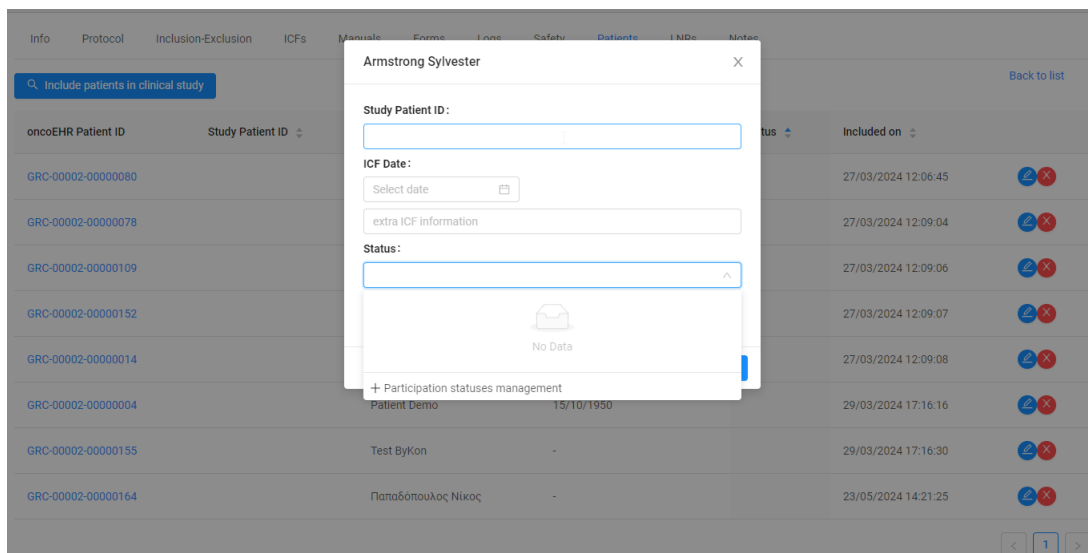 Info Protocol Inclusion-Exclusion ICFs Manuals Forms Logs Safety Patients LNRs Notes
Include patients in clinical study
Back to list
oncoEHR Patient ID Study Patient ID tus Included on
GRC-00002-00000080 27/03/2024 12:06:45
GRC-00002-00000078 27/03/2024 12:09:04
GRC-00002-00000109 27/03/2024 12:09:06
GRC-00002-00000152 27/03/2024 12:09:07
GRC-00002-00000014 27/03/2024 12:09:08
GRC-00002-00000004 Patient Demo 15/10/1950 29/03/2024 17:16:16
GRC-00002-00000155 Test ByKon - 29/03/2024 17:16:30
GRC-00002-00000164 Παπαδόπουλος Νίκος - 23/05/2024 14:21:25
< 1 >
Armstrong Sylvester
Study Patient ID :
ICF Date :
Select date
extra ICF information
Status :
No Data
+ Participation statuses management